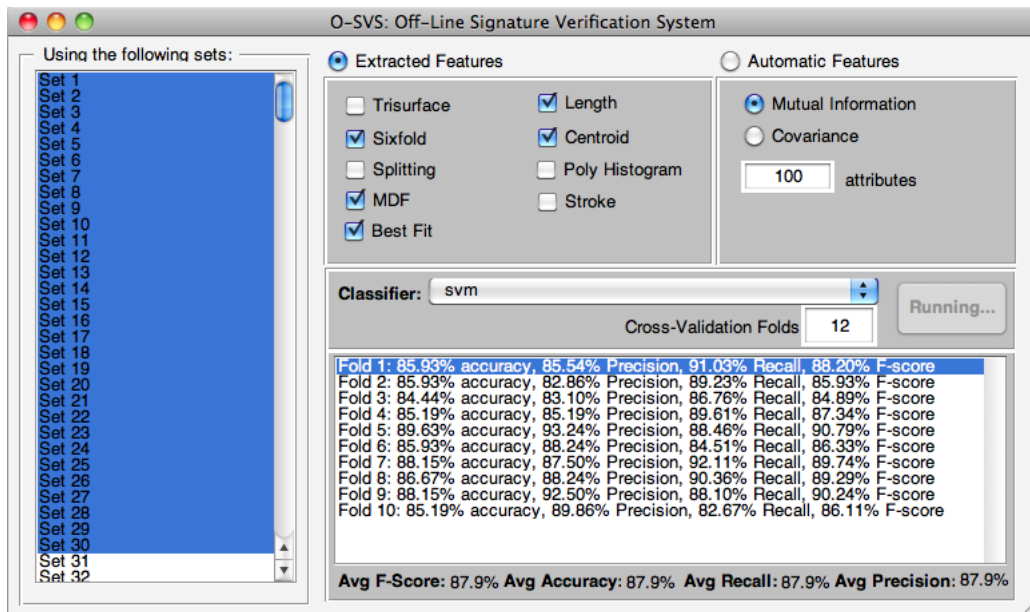 O-SVS: Off-Line Signature Verification System
Using the following sets:
Set 1
Set 2
Set 3
Set 4
Set 5
Set 6
Set 7
Set 8
Set 9
Set 10
Set 11
Set 12
Set 13
Set 14
Set 15
Set 16
Set 17
Set 18
Set 19
Set 20
Set 21
Set 22
Set 23
Set 24
Set 25
Set 26
Set 27
Set 28
Set 29
Set 30
Set 31
Set 32
Extracted Features
Trisurface
Sixfold
Splitting
MDF
Best Fit
Length
Centroid
Poly Histogram
Stroke
Automatic Features
Mutual Information
Covariance
100 attributes
Classifier: svm
Running...
Cross-Validation Folds 12
Fold 1: 85.93% accuracy, 85.54% Precision, 91.03% Recall, 88.20% F-score
Fold 2: 85.93% accuracy, 82.86% Precision, 89.23% Recall, 85.93% F-score
Fold 3: 84.44% accuracy, 83.10% Precision, 86.76% Recall, 84.89% F-score
Fold 4: 85.19% accuracy, 85.19% Precision, 89.61% Recall, 87.34% F-score
Fold 5: 89.63% accuracy, 93.24% Precision, 88.46% Recall, 90.79% F-score
Fold 6: 85.93% accuracy, 88.24% Precision, 84.51% Recall, 86.33% F-score
Fold 7: 88.15% accuracy, 87.50% Precision, 92.11% Recall, 89.74% F-score
Fold 8: 86.67% accuracy, 88.24% Precision, 90.36% Recall, 89.29% F-score
Fold 9: 88.15% accuracy, 92.50% Precision, 88.10% Recall, 90.24% F-score
Fold 10: 85.19% accuracy, 89.86% Precision, 82.67% Recall, 86.11% F-score
Avg F-Score: 87.9% Avg Accuracy: 87.9% Avg Recall: 87.9% Avg Precision: 87.9%